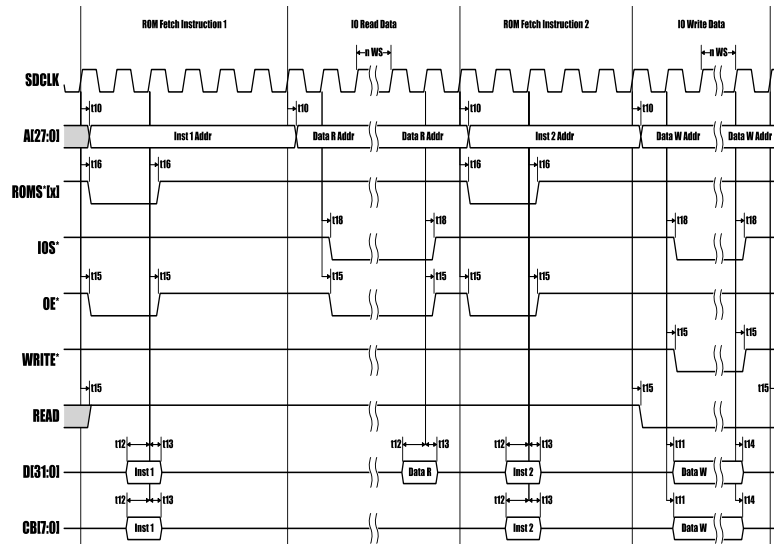 ROM Fetch Instruction 1 IO Read Data ROM Fetch Instruction 2 IO Write Data
n WS n WS
SDCLK
t10 t10 t10 t10
A[27:0] Inst 1 Addr Data R Addr Data R Addr Inst 2 Addr Data W Addr Data W Addr
t16 t16 t16 t16
ROMS*[x]
t18 t18 t18 t18
IOS*
t15 t15 t15 t15 t15 t15
OE*
t15 t15
WRITE*
t15 t15 t15
READ
t12 t13 t12 t13 t12 t13 t11 t14
D[31:0] Inst 1 Data R Inst 2 Data W
t12 t13 t12 t13 t11 t14
CB[7:0] Inst 1 Inst 2 Data W